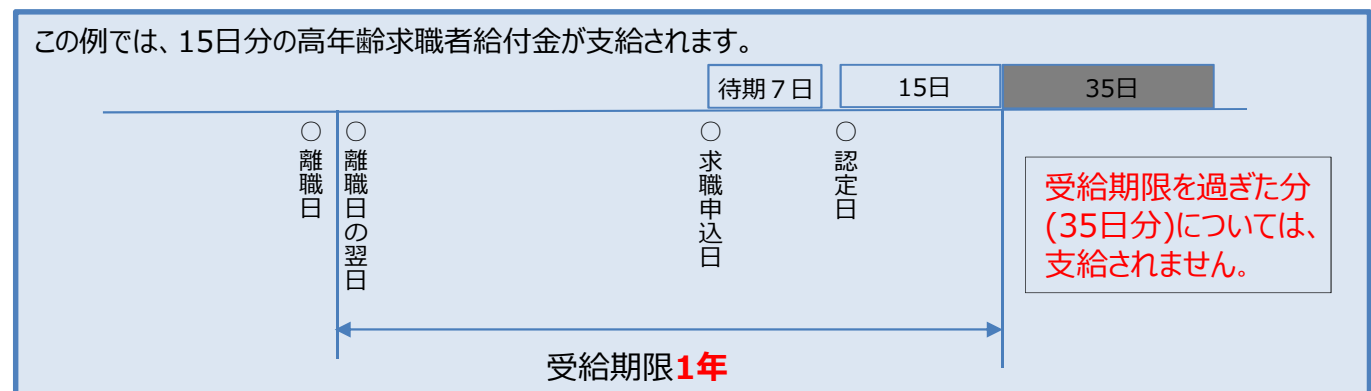 この例では、15日分の高年齢求職者給付金が支給されます。
待期７日
15日
35日
○離職日
○離職日の翌日
○求職申込日
○認定日
受給期限を過ぎた分
(35日分)については、
支給されません。
受給期限1年